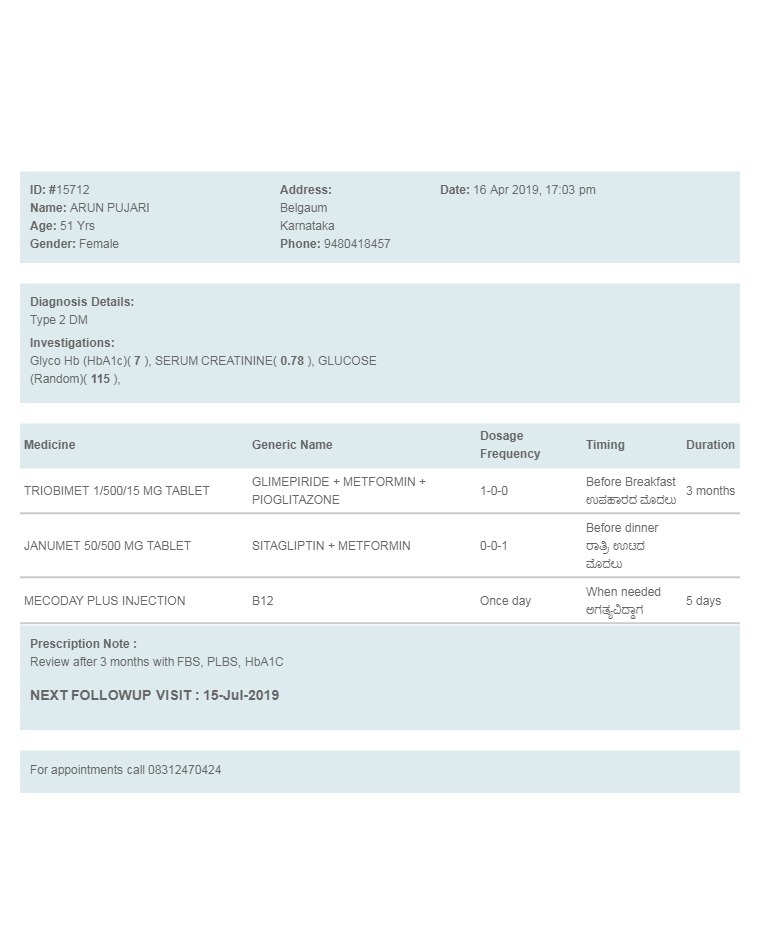 ID: #15712
Name: ARUN PUJARI
Age: 51 Yrs
Gender: Female
Address:
Belgaum
Karnataka
Phone: 9480418457
Date: 16 Apr 2019, 17:03 pm
Diagnosis Details:
Type 2 DM
Investigations:
Glyco Hb (HbA1c)( 7 ), SERUM CREATININE( 0.78 ), GLUCOSE
(Random)( 115 ),
Medicine Generic Name Dosage Frequency Timing Duration
TRIOBIMET 1/500/15 MG TABLET GLIMEPIRIDE + METFORMIN + PIOGLITAZONE 1-0-0 Before Breakfast ಉಪಹಾರದ ಮೊದಲು 3 months
JANUMET 50/500 MG TABLET SITAGLIPTIN + METFORMIN 0-0-1 Before dinner ರಾತ್ರಿ ಊಟದ ಮೊದಲು
MECODAY PLUS INJECTION B12 Once day When needed ಅಗತ್ಯವಿದ್ದಾಗ 5 days
Prescription Note :
Review after 3 months with FBS, PLBS, HbA1C
NEXT FOLLOWUP VISIT : 15-Jul-2019
For appointments call 08312470424